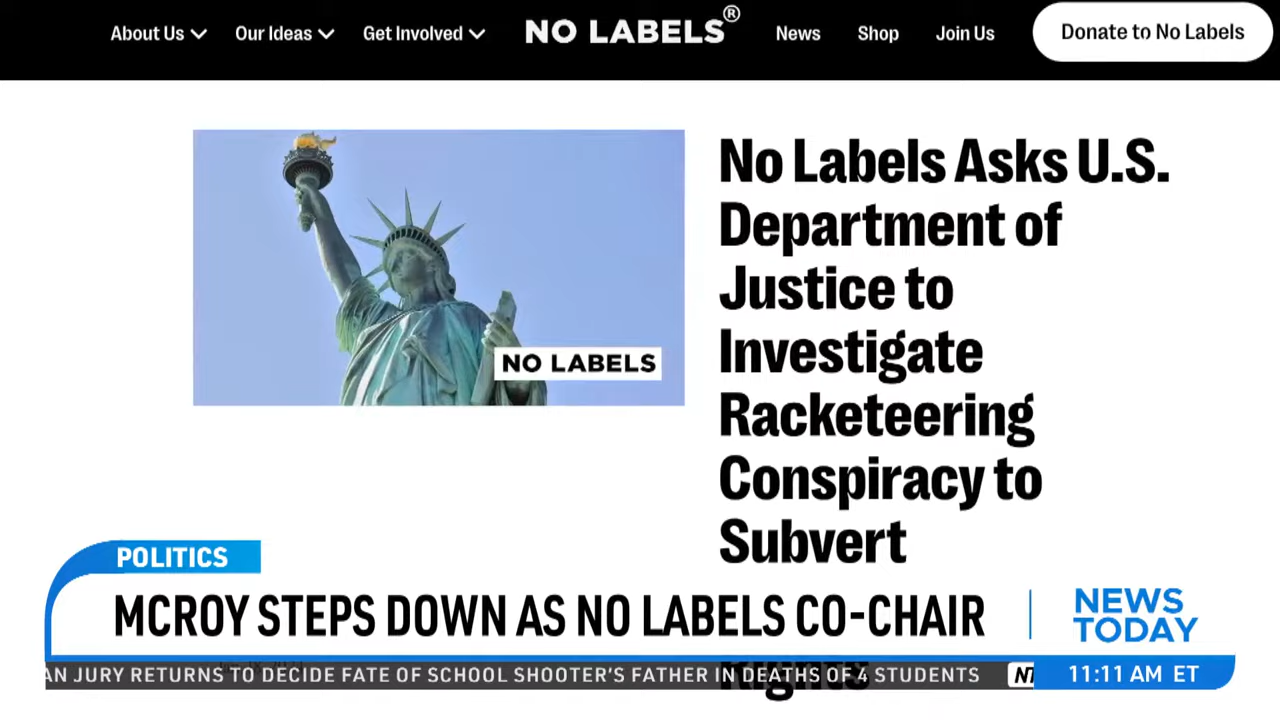 About Us Our Ideas Get Involved NO LABELS® News Shop Join Us Donate to No Labels
No Labels Asks U.S.
Department of
Justice to
Investigate
Racketeering
Conspiracy to
Subvert
NO LABELS
POLITICS
MCROY STEPS DOWN AS NO LABELS CO-CHAIR
NEWS
TODAY
Rights
AN JURY RETURNS TO DECIDE FATE OF SCHOOL SHOOTER'S FATHER IN DEATHS OF 4 STUDENTS
11:11 AM ET